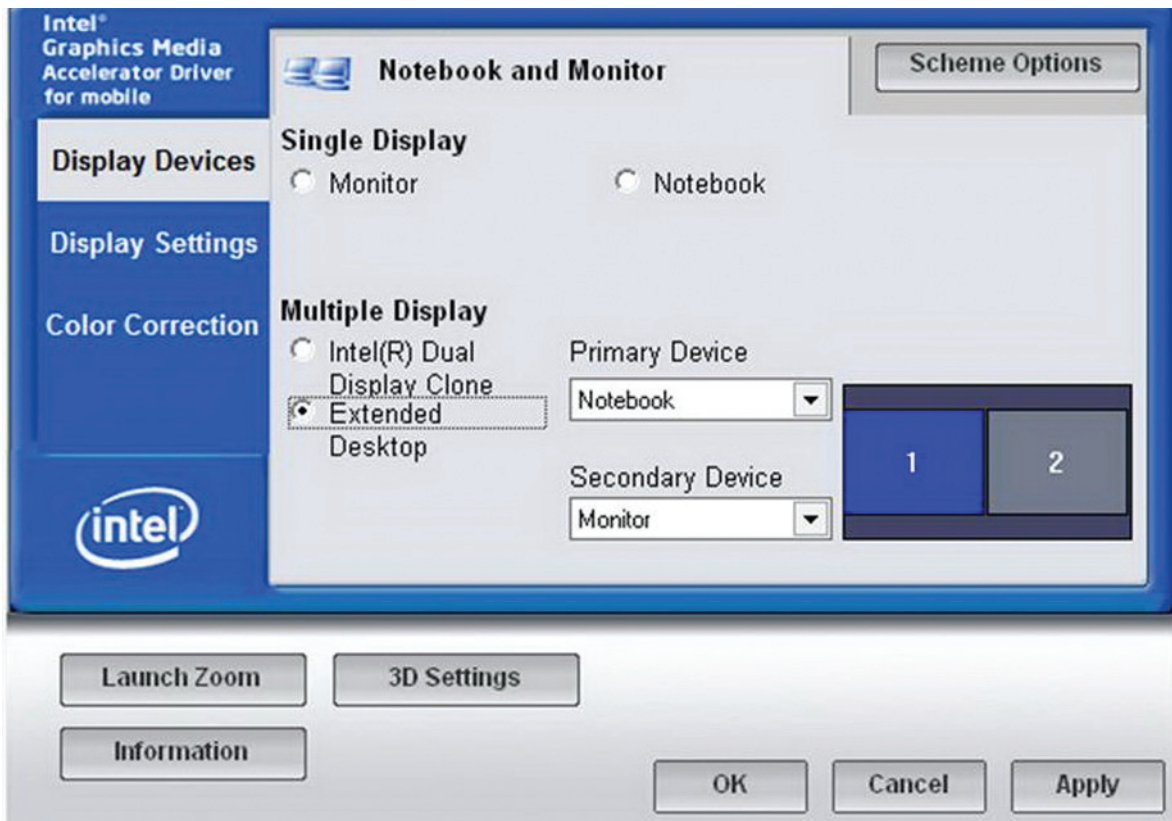 Intel®
Graphics Media
Accelerator Driver
for mobile
Notebook and Monitor
Scheme Options
Display Devices
Display Settings
Color Correction
Single Display
Monitor
Notebook
Multiple Display
Intel(R) Dual
Display Clone
Extended
Desktop
Primary Device
Notebook
Secondary Device
Monitor
1
2
intel
Launch Zoom
3D Settings
Information
OK
Cancel
Apply